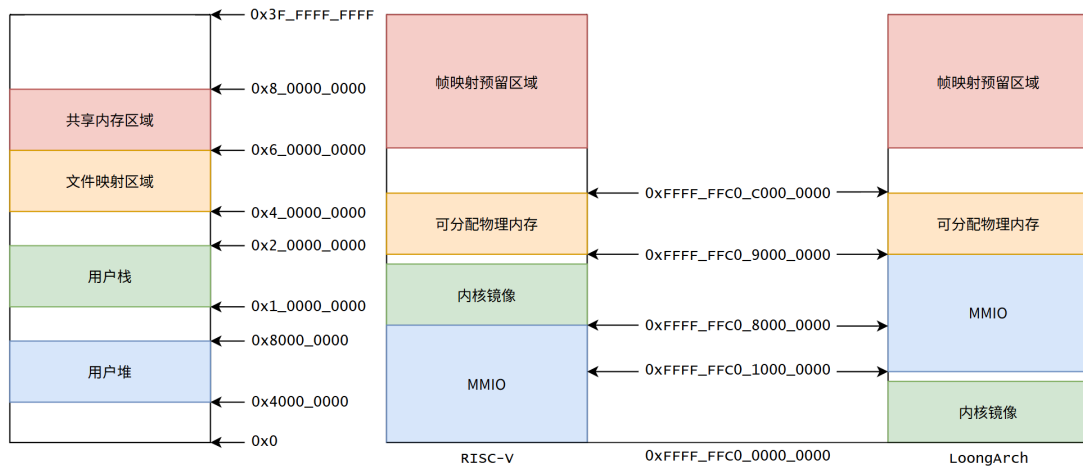 0x3F_FFFF_FFFF
0x8_0000_0000
共享内存区域
0x6_0000_0000
文件映射区域
0x4_0000_0000
0x2_0000_0000
用户栈
0x1_0000_0000
0x8000_0000
用户堆
0x4000_0000
0x0
帧映射预留区域
可分配物理内存
内核镜像
MMIO
RISC-V
0xFFFF_FFC0_C000_0000
0xFFFF_FFC0_9000_0000
0xFFFF_FFC0_8000_0000
0xFFFF_FFC0_1000_0000
0xFFFF_FFC0_0000_0000
帧映射预留区域
可分配物理内存
MMIO
内核镜像
LoongArch